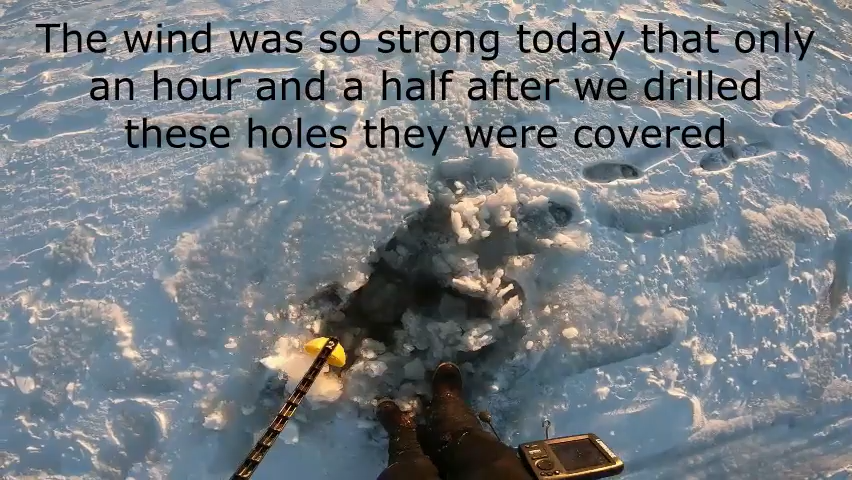 The wind was so strong today that only
an hour and a half after we drilled
these holes they were covered